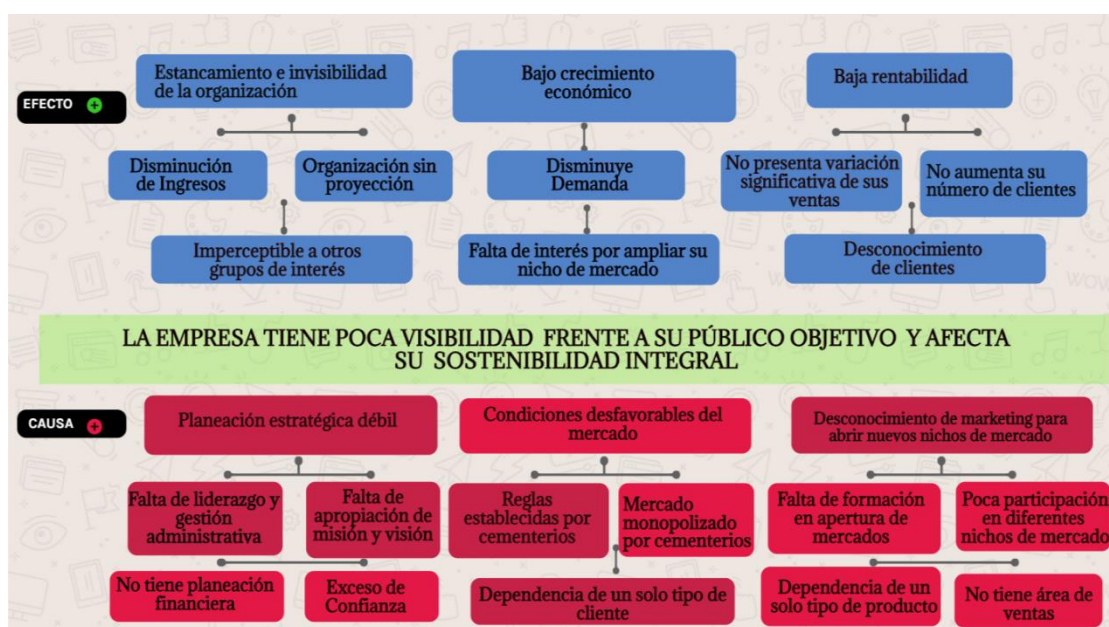 Estancamiento e invisibilidad
de la organización
Bajo crecimiento
económico
Baja rentabilidad
EFECTO
Disminución
de Ingresos
Organización sin
proyección
Disminuye
Demanda
No presenta variación
significativa de sus
ventas
No aumenta su
número de clientes
Imperceptible a otros
grupos de interés
Falta de interés por ampliar su
nicho de mercado
Desconocimiento
de clientes
LA EMPRESA TIENE POCA VISIBILIDAD FRENTE A SU PÚBLICO OBJETIVO Y AFECTA
SU SOSTENIBILIDAD INTEGRAL
CAUSA
Planeación estratégica débil
Condiciones desfavorables del
mercado
Desconocimiento de marketing para
abrir nuevos nichos de mercado
Falta de liderazgo y
gestión
administrativa
Falta de
apropiación de
misión y visión
Reglas
establecidas por
cementerios
Mercado
monopolizado
por cementerios
Falta de formación
en apertura de
mercados
Poca participación
en diferentes
nichos de mercado
No tiene planeación
financiera
Exceso de
Confianza
Dependencia de un solo tipo de
cliente
Dependencia de un
solo tipo de producto
No tiene área de
ventas